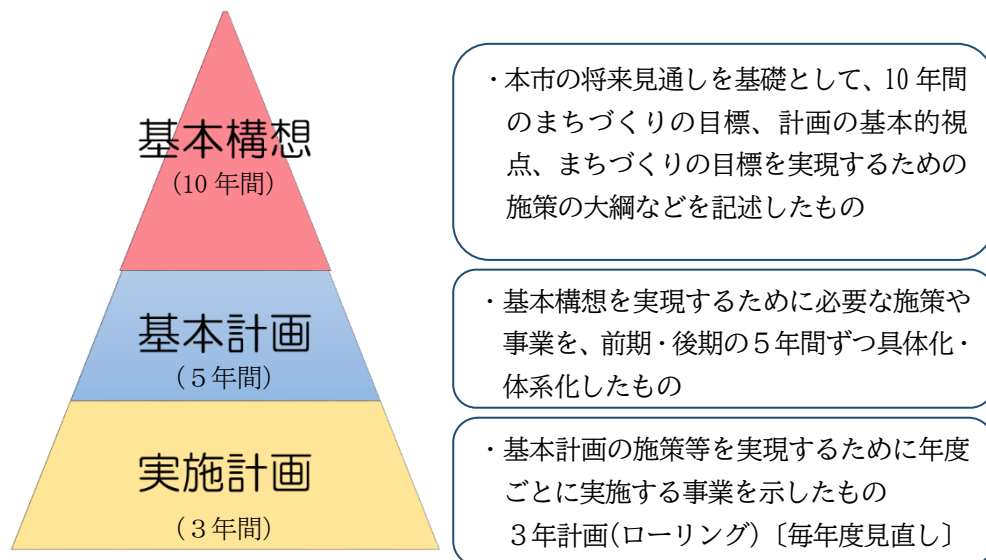 基本構想
(10年間)
・本市の将来見通しを基礎として、10年間
のまちづくりの目標、計画の基本的視
点、まちづくりの目標を実現するための
施策の大綱などを記述したもの
基本計画
(5年間)
・基本構想を実現するために必要な施策や
事業を、前期・後期の5年間ずつ具体化・
体系化したもの
実施計画
(3年間)
・基本計画の施策等を実現するために年度
ごとに実施する事業を示したもの
3年計画(ローリング)〔毎年度見直し〕